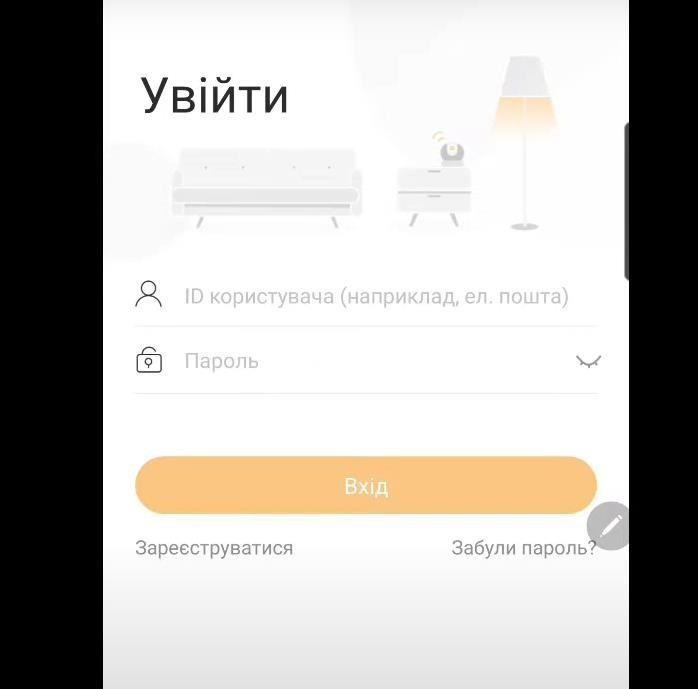 Увійти
ID користувача (наприклад, ел. пошта)
Пароль
Вхід
Зареєструватися
Забули пароль?